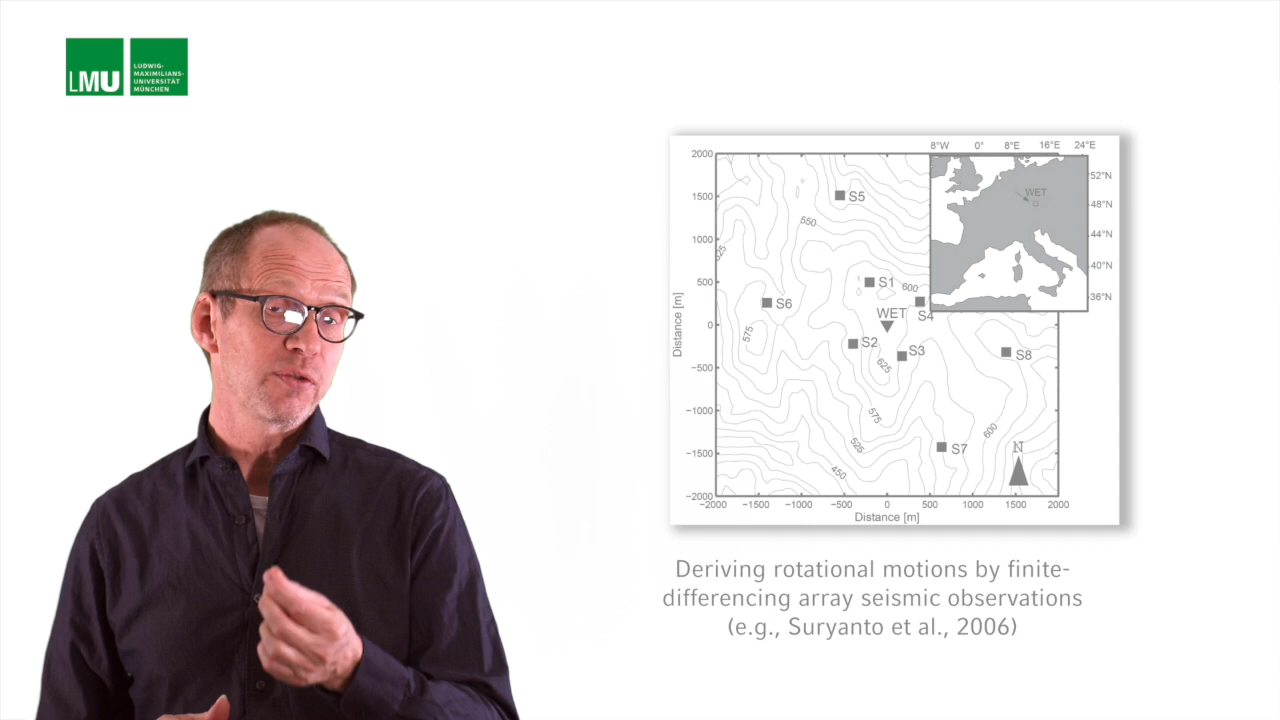 LMU
LUDWIG-
MAXIMILIANS-
UNIVERSITÄT
MÜNCHEN
8°W 0° 8°E 16°E 24°E
52°N
WET
48°N
44°N
40°N
36°N
2000
1500
1000
500
0
−500
−1000
−1500
−2000
Distance [m]
S5
550
525
S1
600
S6
S4
WET
575
S2
S3
S8
625
575
600
525
S7
N
450
−2000 −1500 −1000 −500 0 500 1000 1500 2000
Distance [m]
Deriving rotational motions by finite-
differencing array seismic observations
(e.g., Suryanto et al., 2006)